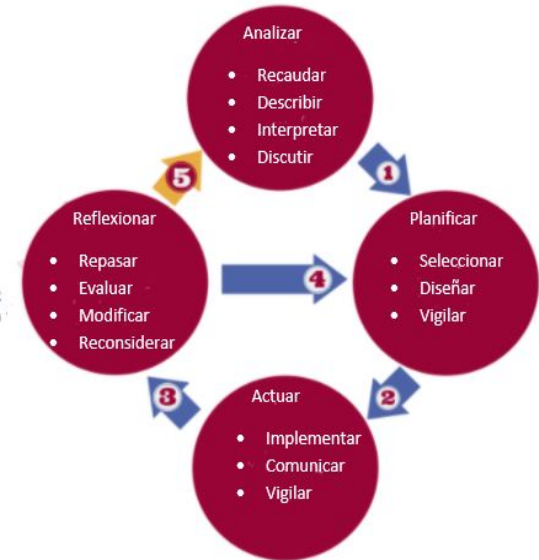 Analizar
• Recaudar
• Describir
• Interpretar
• Discutir
5
1
Reflexionar
• Repasar
• Evaluar
• Modificar
• Reconsiderar
4
Planificar
• Seleccionar
• Diseñar
• Vigilar
3
2
Actuar
• Implementar
• Comunicar
• Vigilar